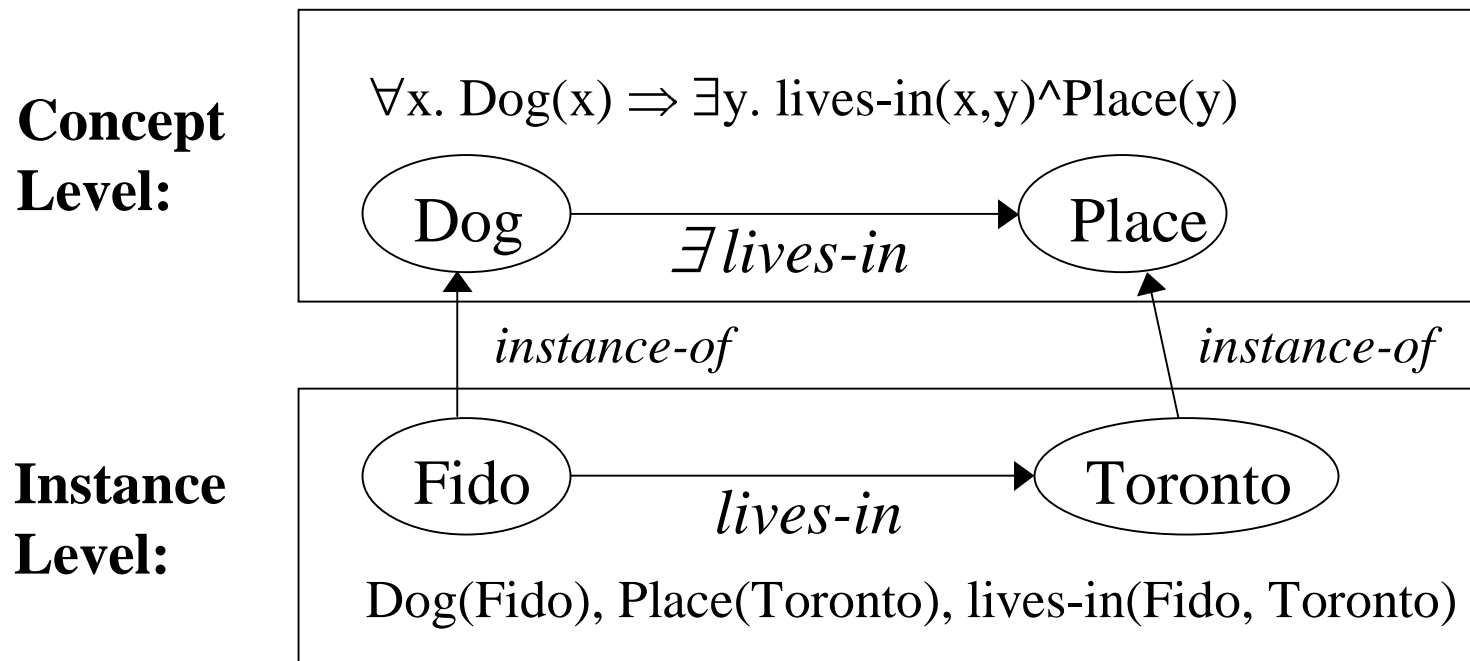 Concept
Level:
∀x. Dog(x) ⇒ ∃y. lives-in(x,y)^Place(y)
Dog
∃ lives-in
Place
instance-of
instance-of
Instance
Level:
Fido
lives-in
Toronto
Dog(Fido), Place(Toronto), lives-in(Fido, Toronto)